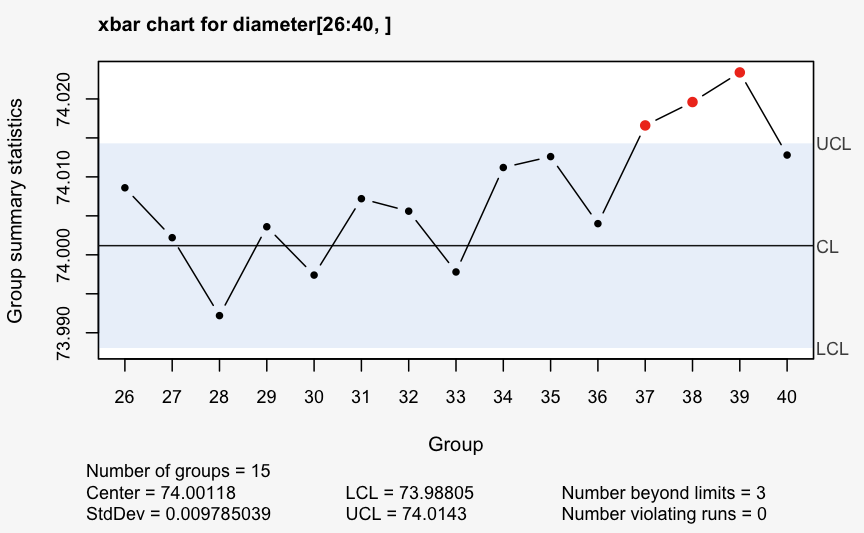 xbar chart for diameter[26:40, ]
Group summary statistics
74.020
74.010
74.000
73.990
UCL
CL
LCL
26 27 28 29 30 31 32 33 34 35 36 37 38 39 40
Group
Number of groups = 15
Center = 74.00118 LCL = 73.98805 Number beyond limits = 3
StdDev = 0.009785039 UCL = 74.0143 Number violating runs = 0